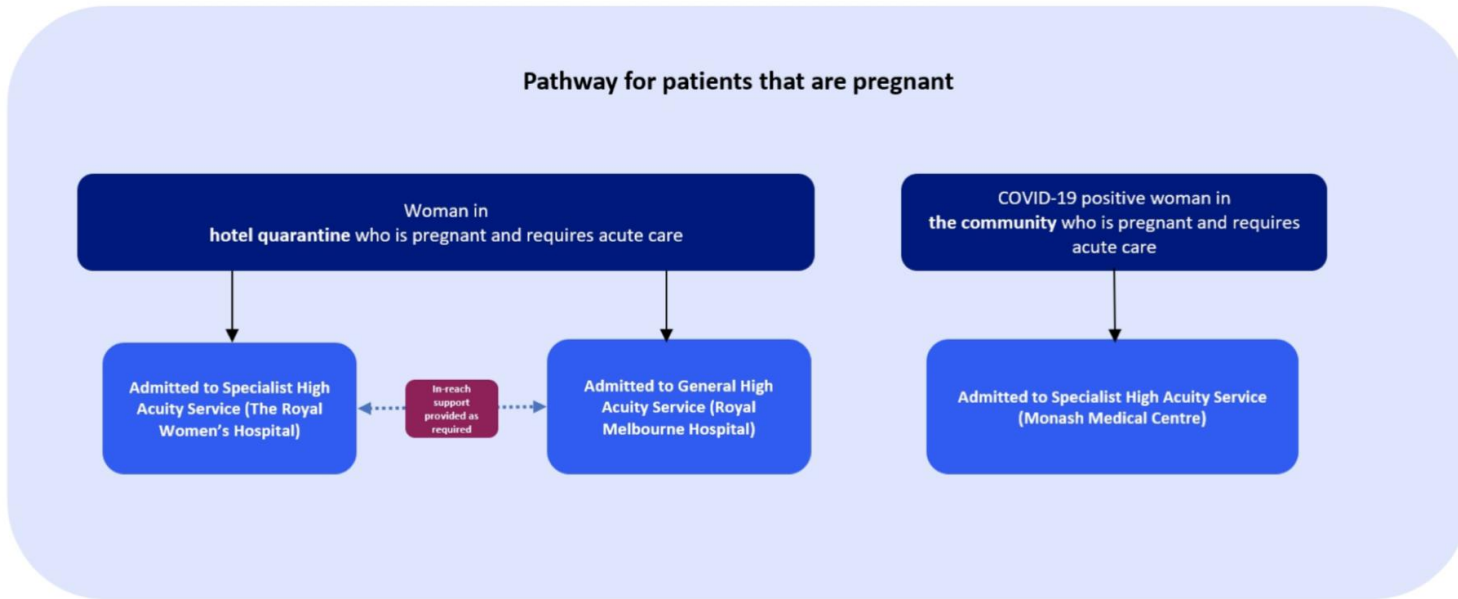 Pathway for patients that are pregnant
Woman in
hotel quarantine who is pregnant and requires acute care
COVID-19 positive woman in
the community who is pregnant and requires
acute care
Admitted to Specialist High
Acuity Service (The Royal
Women’s Hospital)
In-reach
support
provided as
required
Admitted to General High
Acuity Service (Royal
Melbourne Hospital)
Admitted to Specialist High Acuity Service
(Monash Medical Centre)